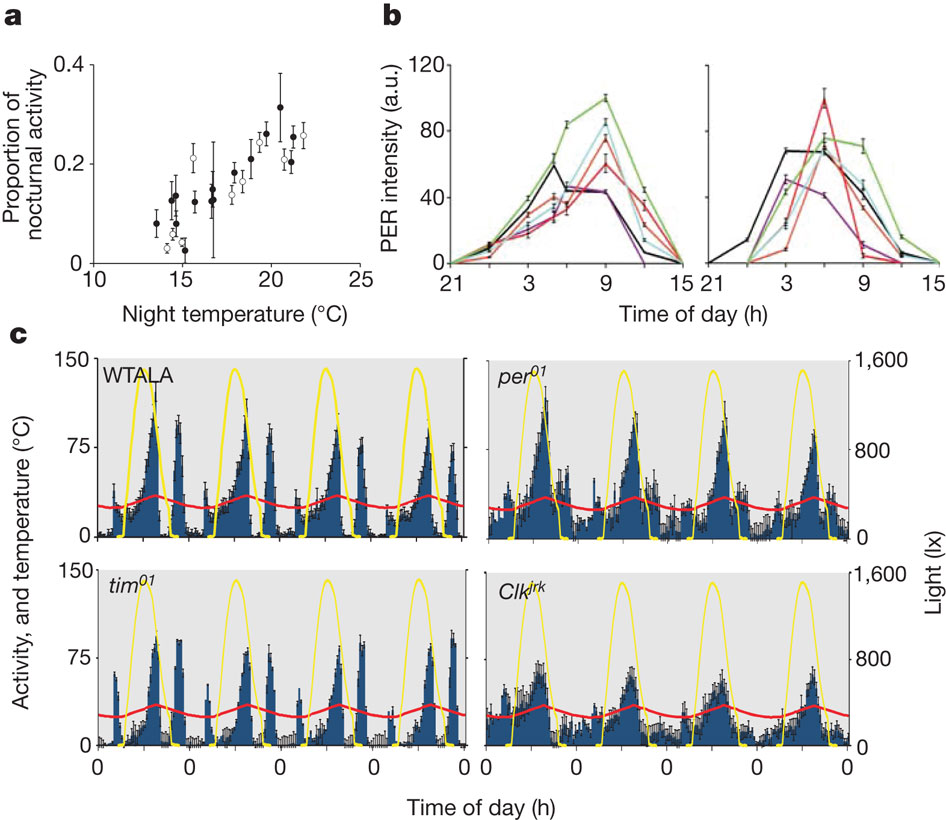 a
Proportion of
nocturnal activity
0.4
0.2
0
10 15 20 25
Night temperature (°C)
b
PER intensity (a.u.)
120
80
40
0
21 3 9 15
21 3 9 15
Time of day (h)
c
Activity, and temperature (°C)
150
75
0
WTALA
per01
1,600
800
0
150
75
0
tim01
Clkjrk
1,600
800
0
Light (lx)
0 0 0 0 0
0 0 0 0 0
Time of day (h)